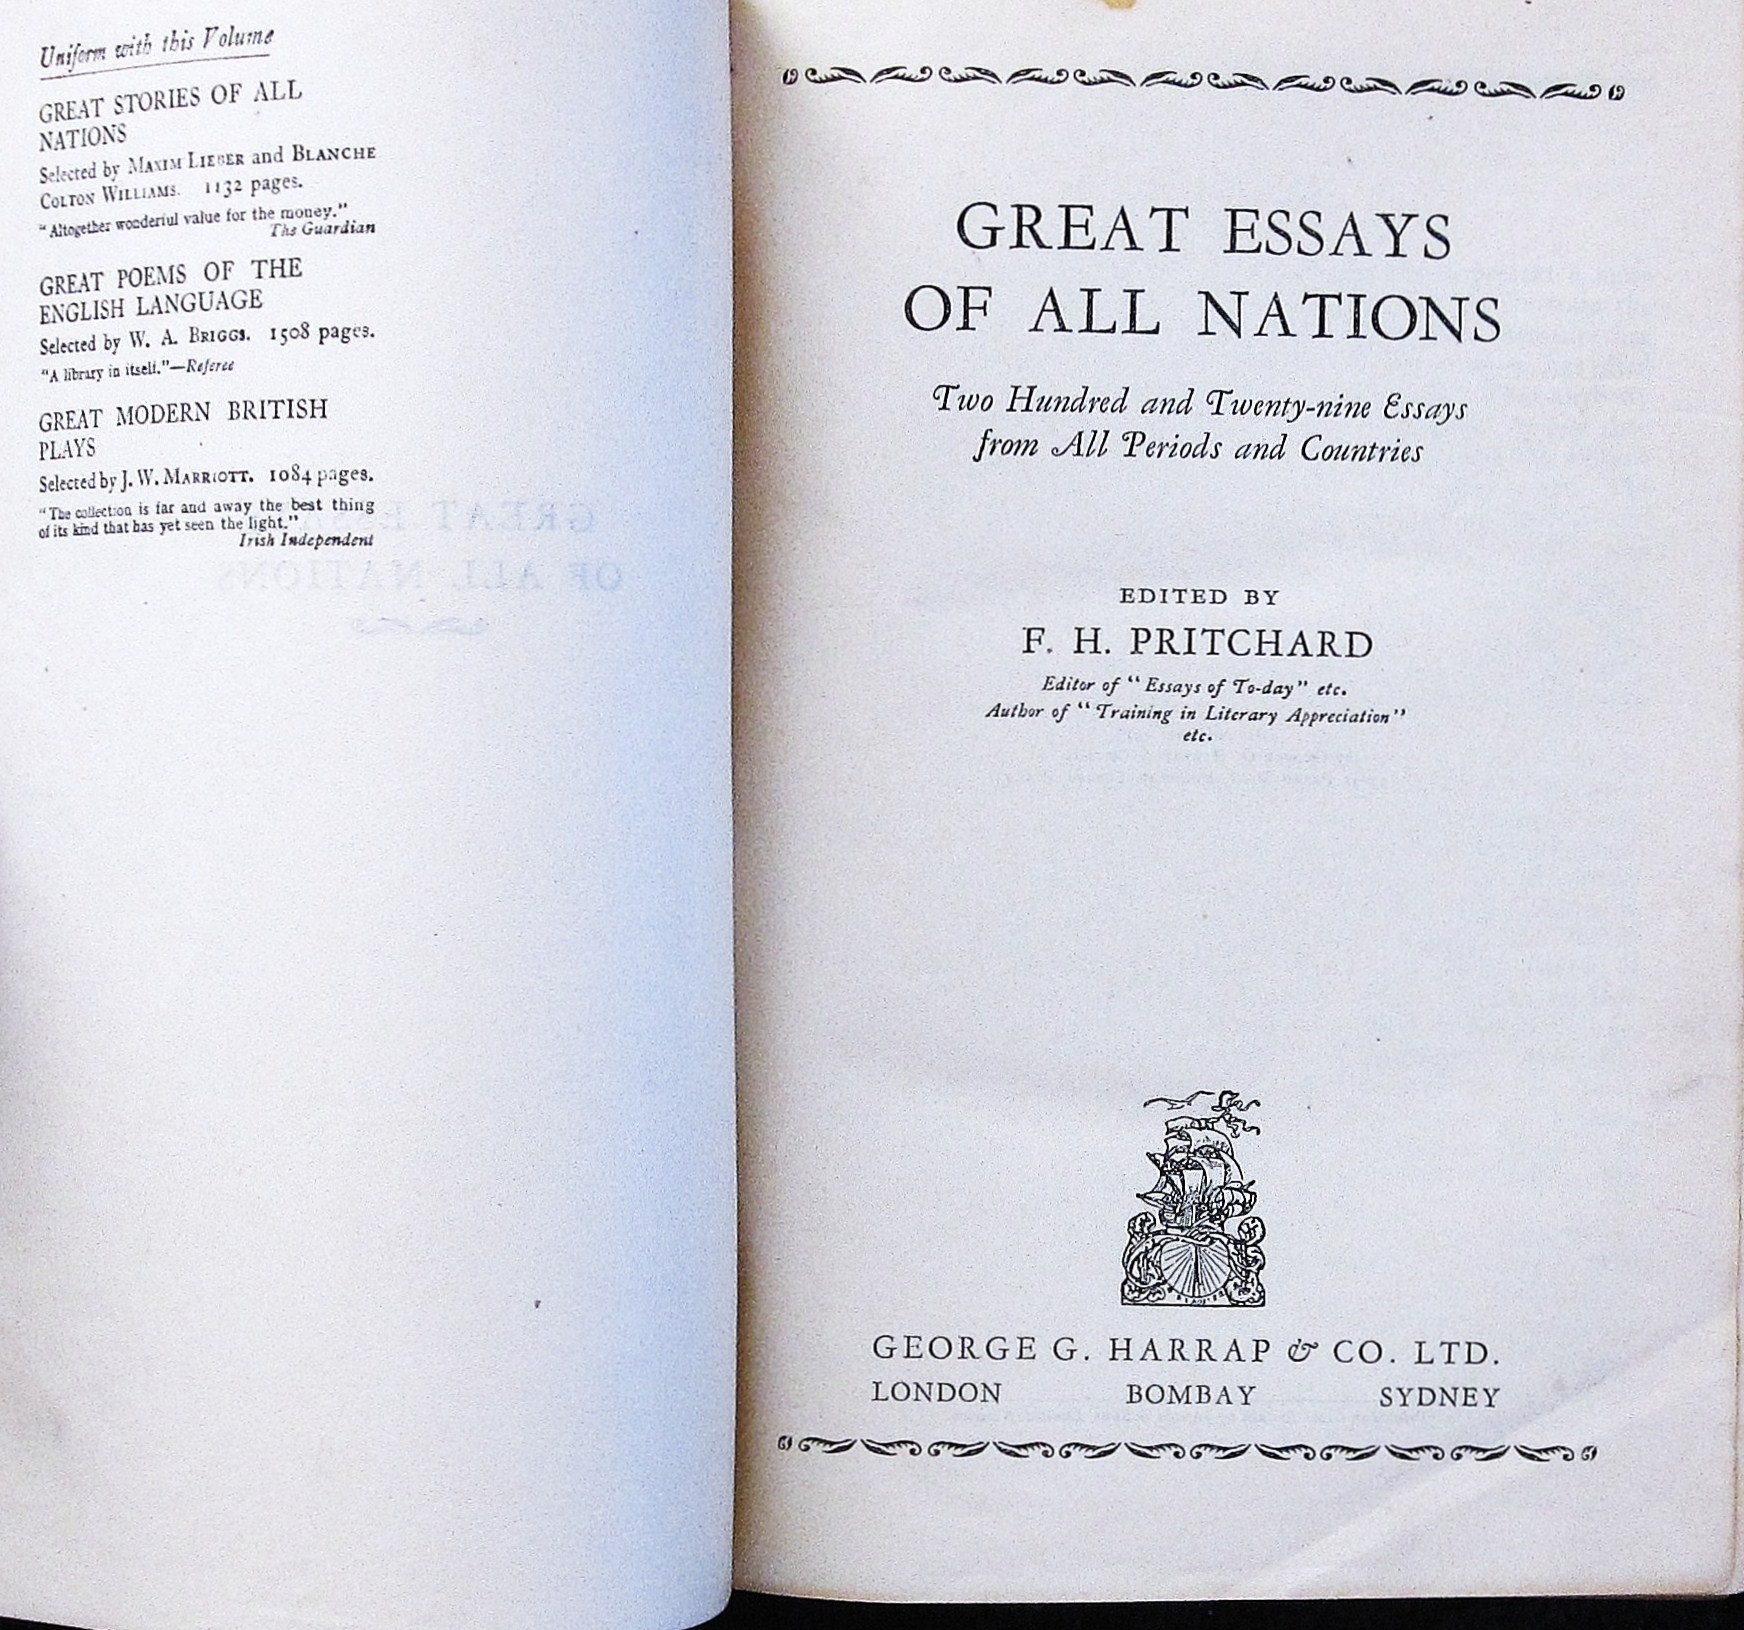 Uniform with this Volume
GREAT STORIES OF ALL
NATIONS
Selected by MAXIM LIEBER and BLANCHE
COLTON WILLIAMS. 1132 pages.
"Altogether wonderful value for the money."
The Guardian
GREAT POEMS OF THE
ENGLISH LANGUAGE
Selected by W. A. BRIGGS. 1508 pages.
"A library in itself."—Referee
GREAT MODERN BRITISH
PLAYS
Selected by J. W. MARRIOTT. 1084 pages.
"The collection is far and away the best thing
of its kind that has yet seen the light."
Irish Independent
GREAT ESSAYS
OF ALL NATIONS
Two Hundred and Twenty-nine Essays
from All Periods and Countries
EDITED BY
F. H. PRITCHARD
Editor of "Essays of To-day" etc.
Author of "Training in Literary Appreciation"
etc.
GEORGE G. HARRAP & CO. LTD.
LONDON BOMBAY SYDNEY